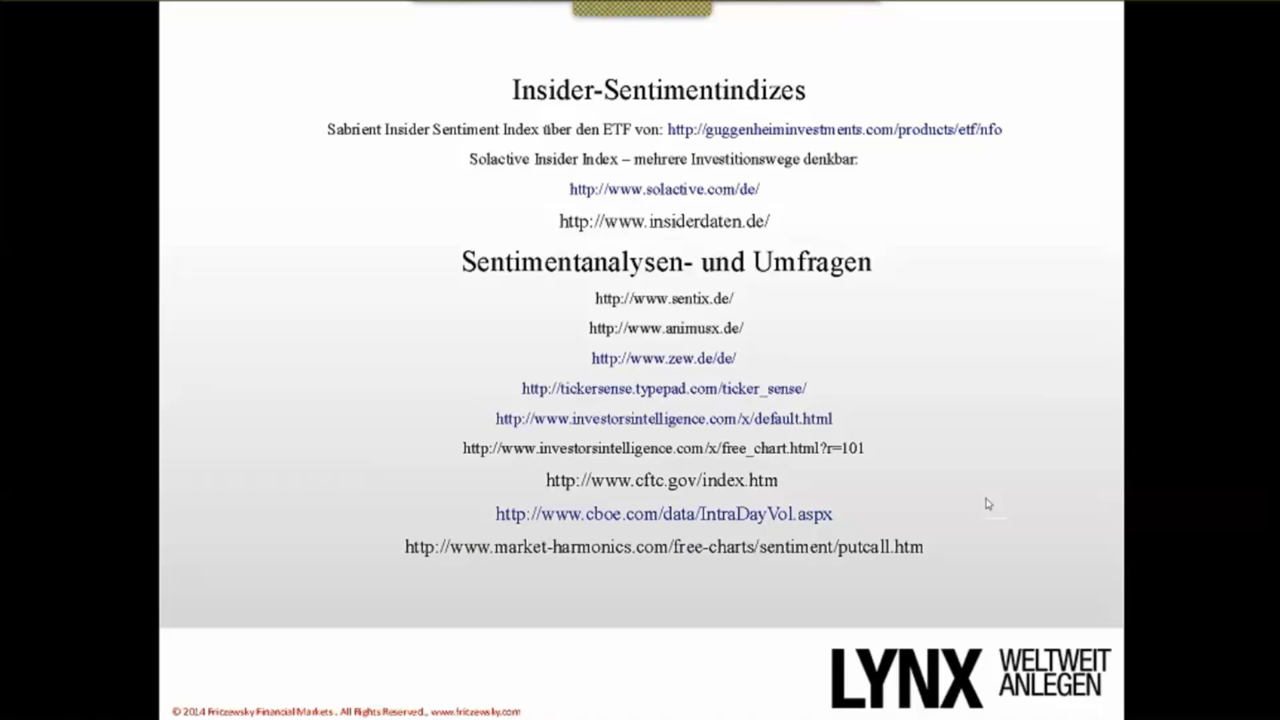 Insider-Sentimentindizes
Sabrient Insider Sentiment Index über den ETF von: http://guggenheiminvestments.com/products/etf/nfo
Solactive Insider Index – mehrere Investitionswege denkbar:
http://www.solactive.com/de/
http://www.insiderdaten.de/
Sentimentanalysen- und Umfragen
http://www.sentix.de/
http://www.animusx.de/
http://www.zew.de/de/
http://tickersense.typepad.com/ticker_sense/
http://www.investorsintelligence.com/x/default.html
http://www.investorsintelligence.com/x/free_chart.html?r=101
http://www.cftc.gov/index.htm
http://www.cboe.com/data/IntraDayVol.aspx
http://www.market-harmonics.com/free-charts/sentiment/putcall.htm
LYNX WELTWEIT
ANLEGEN
© 2014 Friczewsky Financial Markets . All Rights Reserved., www.friczewsky.com